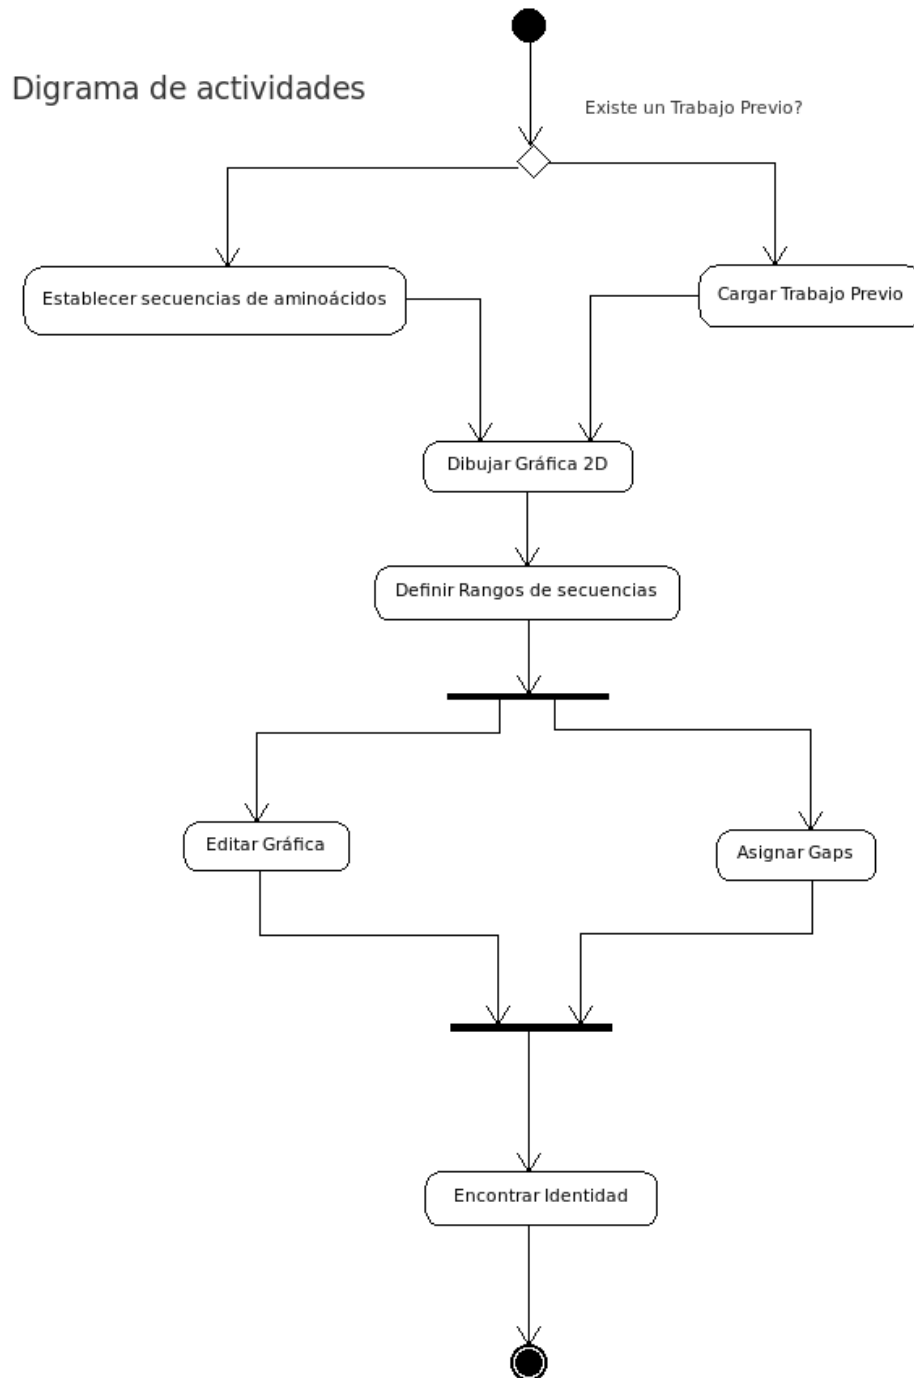 Digrama de actividades
Existe un Trabajo Previo?
Establecer secuencias de aminoácidos
Cargar Trabajo Previo
Dibujar Gráfica 2D
Definir Rangos de secuencias
Editar Gráfica
Asignar Gaps
Encontrar Identidad